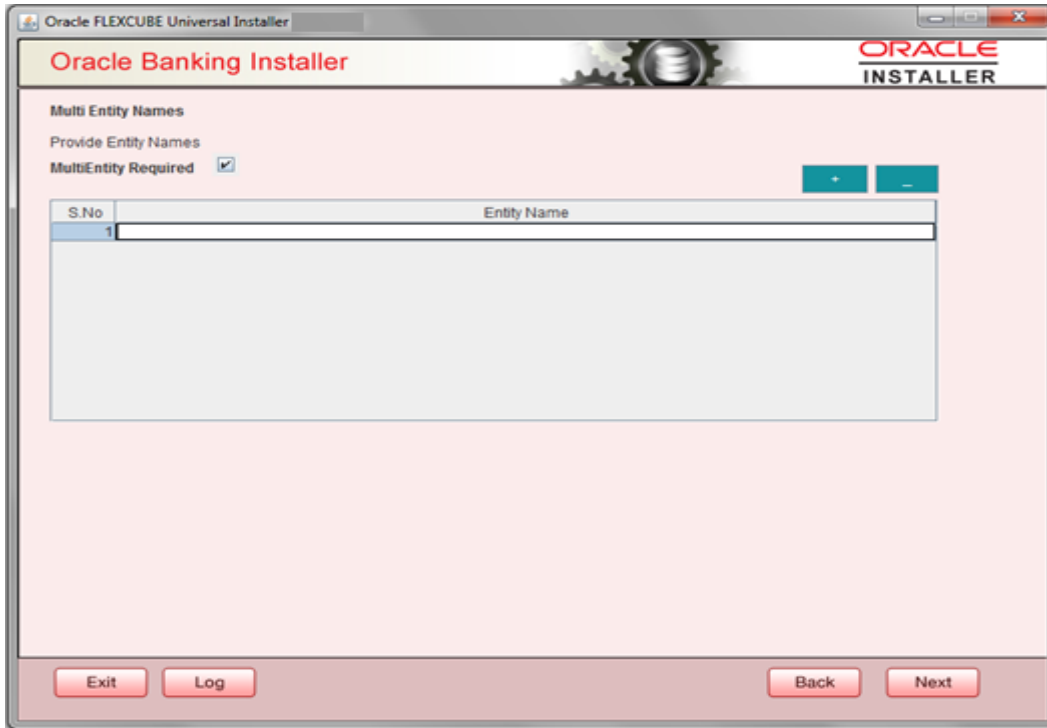 Oracle FLEXCUBE Universal Installer
Oracle Banking Installer
ORACLE
INSTALLER
Multi Entity Names
Provide Entity Names
MultiEntity Required
+ _
S.No Entity Name
1
Exit Log Back Next